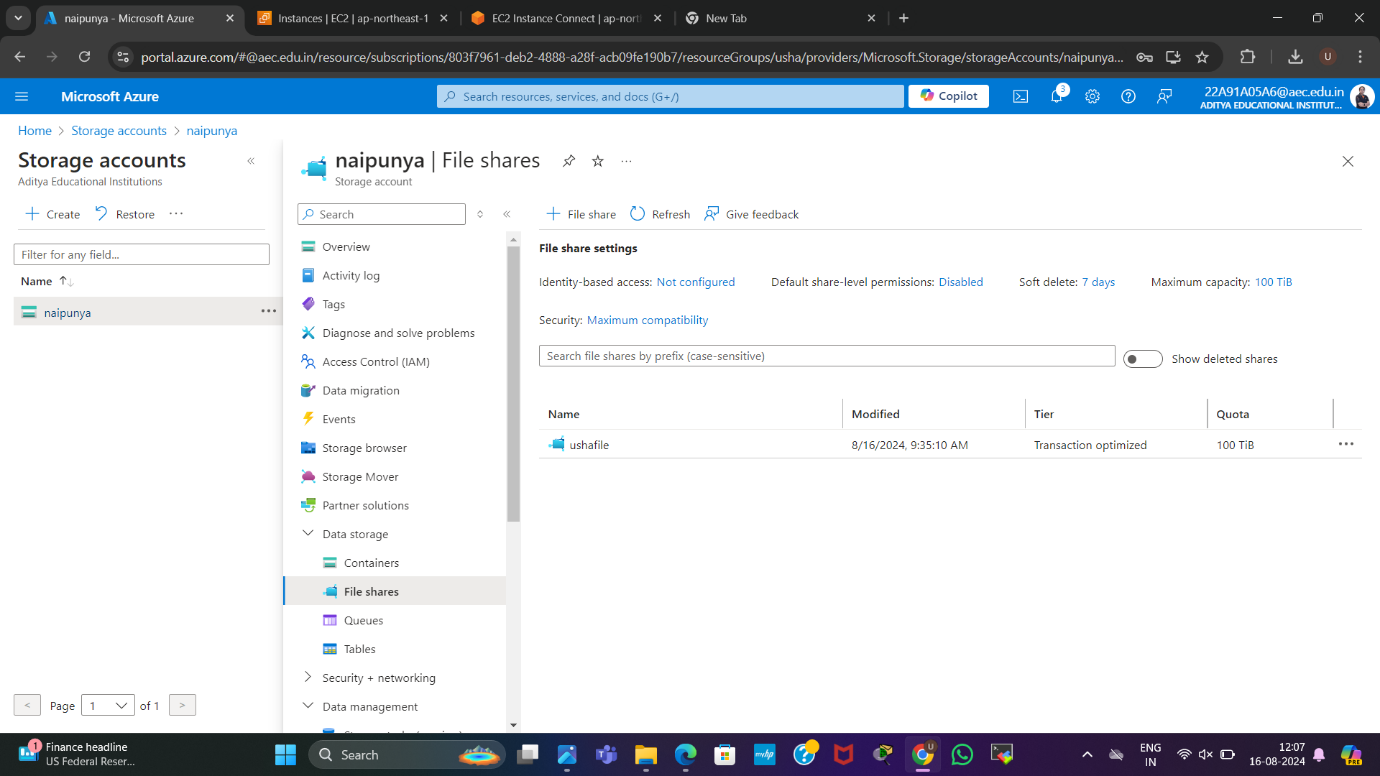 naipunya - Microsoft Azure
Instances | EC2 | ap-northeast-1
EC2 Instance Connect | ap-nort
New Tab
portal.azure.com/#@aec.edu.in/resource/subscriptions/803f7961-deb2-4888-a28f-acb09fe190b7/resourceGroups/usha/providers/Microsoft.Storage/storageAccounts/naipunya...
U
Microsoft Azure
Search resources, services, and docs (G+/)
Copilot
3
22A91A05A6@aec.edu.in
ADITYA EDUCATIONAL INSTITUT...
Home > Storage accounts > naipunya
Storage accounts
Aditya Educational Institutions
Create
Restore
Filter for any field...
Name
naipunya
Page 1 of 1
naipunya | File shares
Storage account
Search
Overview
Activity log
Tags
Diagnose and solve problems
Access Control (IAM)
Data migration
Events
Storage browser
Storage Mover
Partner solutions
Data storage
Containers
File shares
Queues
Tables
Security + networking
Data management
File share
Refresh
Give feedback
File share settings
Identity-based access: Not configured
Default share-level permissions: Disabled
Soft delete: 7 days
Maximum capacity: 100 TiB
Security: Maximum compatibility
Search file shares by prefix (case-sensitive)
Show deleted shares
Name Modified Tier Quota
ushafile 8/16/2024, 9:35:10 AM Transaction optimized 100 TiB
1
Finance headline
US Federal Reser...
Search
myhp
U
ENG
IN
12:07
16-08-2024
PRE